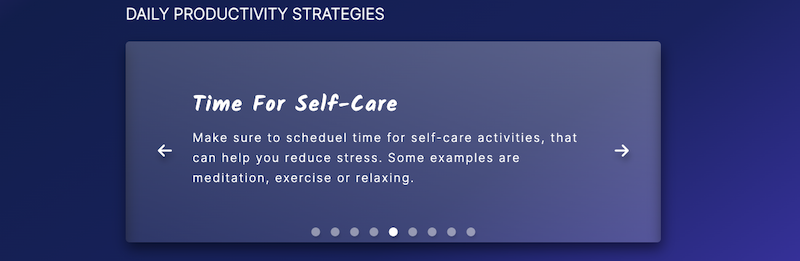 DAILY PRODUCTIVITY STRATEGIES
Time For Self-Care
Make sure to scheduel time for self-care activities, that
can help you reduce stress. Some examples are
meditation, exercise or relaxing.